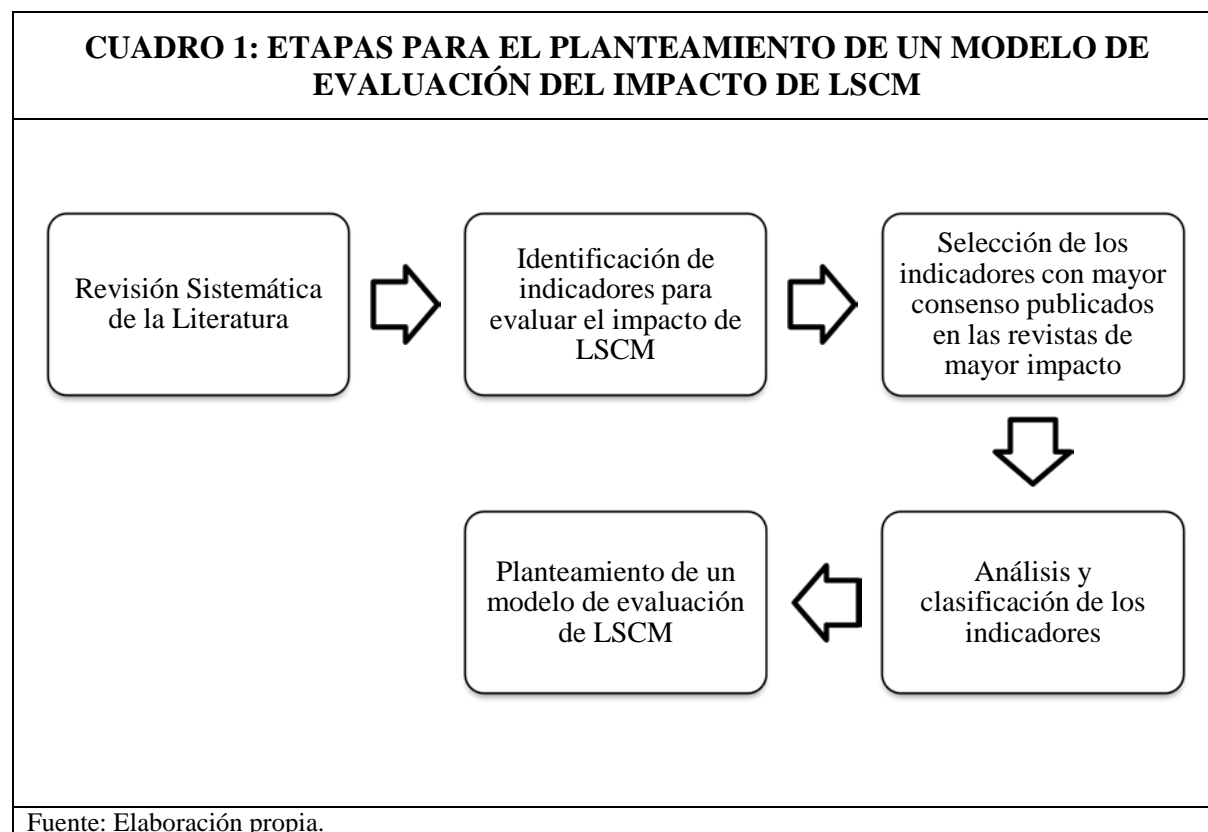 CUADRO 1: ETAPAS PARA EL PLANTEAMIENTO DE UN MODELO DE
EVALUACIÓN DEL IMPACTO DE LSCM
Revisión Sistemática
de la Literatura
Identificación de
indicadores para
evaluar el impacto de
LSCM
Selección de los
indicadores con mayor
consenso publicados
en las revistas de
mayor impacto
Análisis y
clasificación de los
indicadores
Planteamiento de un
modelo de evaluación
de LSCM
Fuente: Elaboración propia.